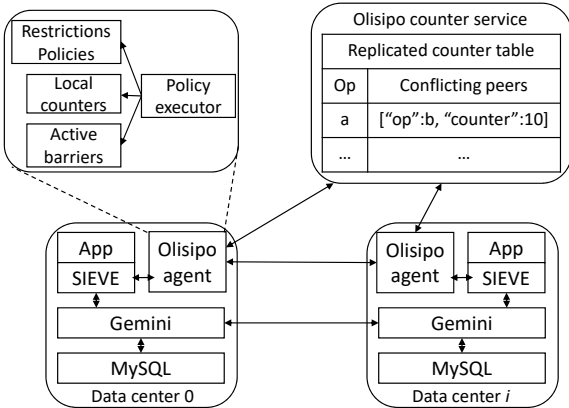 Restrictions
Policies
Local
counters
Active
barriers
Policy
executor
Olisipo counter service
Replicated counter table
Op Conflicting peers
a [“op”:b, “counter”:10]
... ...
App
SIEVE
Olisipo
agent
Gemini
MySQL
Data center 0
Olisipo
agent
App
SIEVE
Gemini
MySQL
Data center i